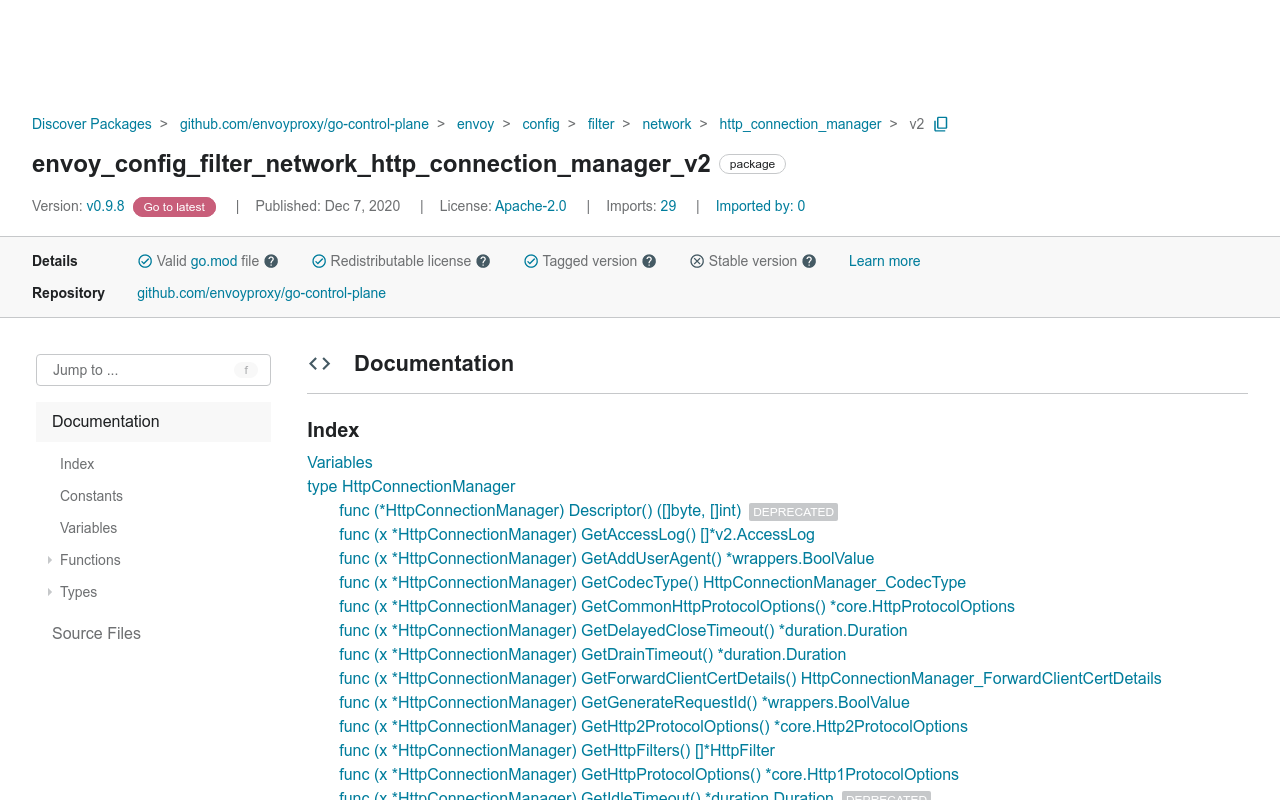 Discover Packages > github.com/envoyproxy/go-control-plane > envoy > config > filter > network > http_connection_manager > v2
envoy_config_filter_network_http_connection_manager_v2 package
Version: v0.9.8 Go to latest | Published: Dec 7, 2020 | License: Apache-2.0 | Imports: 29 | Imported by: 0
Details Valid go.mod file ? Redistributable license ? Tagged version ? Stable version ? Learn more
Repository github.com/envoyproxy/go-control-plane
Jump to ... f
Documentation
Index
Constants
Variables
Functions
Types
Source Files
<> Documentation
Index
Variables
type HttpConnectionManager
func (*HttpConnectionManager) Descriptor() ([]byte, []int) DEPRECATED
func (x *HttpConnectionManager) GetAccessLog() []*v2.AccessLog
func (x *HttpConnectionManager) GetAddUserAgent() *wrappers.BoolValue
func (x *HttpConnectionManager) GetCodecType() HttpConnectionManager_CodecType
func (x *HttpConnectionManager) GetCommonHttpProtocolOptions() *core.HttpProtocolOptions
func (x *HttpConnectionManager) GetDelayedCloseTimeout() *duration.Duration
func (x *HttpConnectionManager) GetDrainTimeout() *duration.Duration
func (x *HttpConnectionManager) GetForwardClientCertDetails() HttpConnectionManager_ForwardClientCertDetails
func (x *HttpConnectionManager) GetGenerateRequestId() *wrappers.BoolValue
func (x *HttpConnectionManager) GetHttp2ProtocolOptions() *core.Http2ProtocolOptions
func (x *HttpConnectionManager) GetHttpFilters() []*HttpFilter
func (x *HttpConnectionManager) GetHttpProtocolOptions() *core.Http1ProtocolOptions
func (x *HttpConnectionManager) GetIdleTimeout() *duration.Duration DEPRECATED